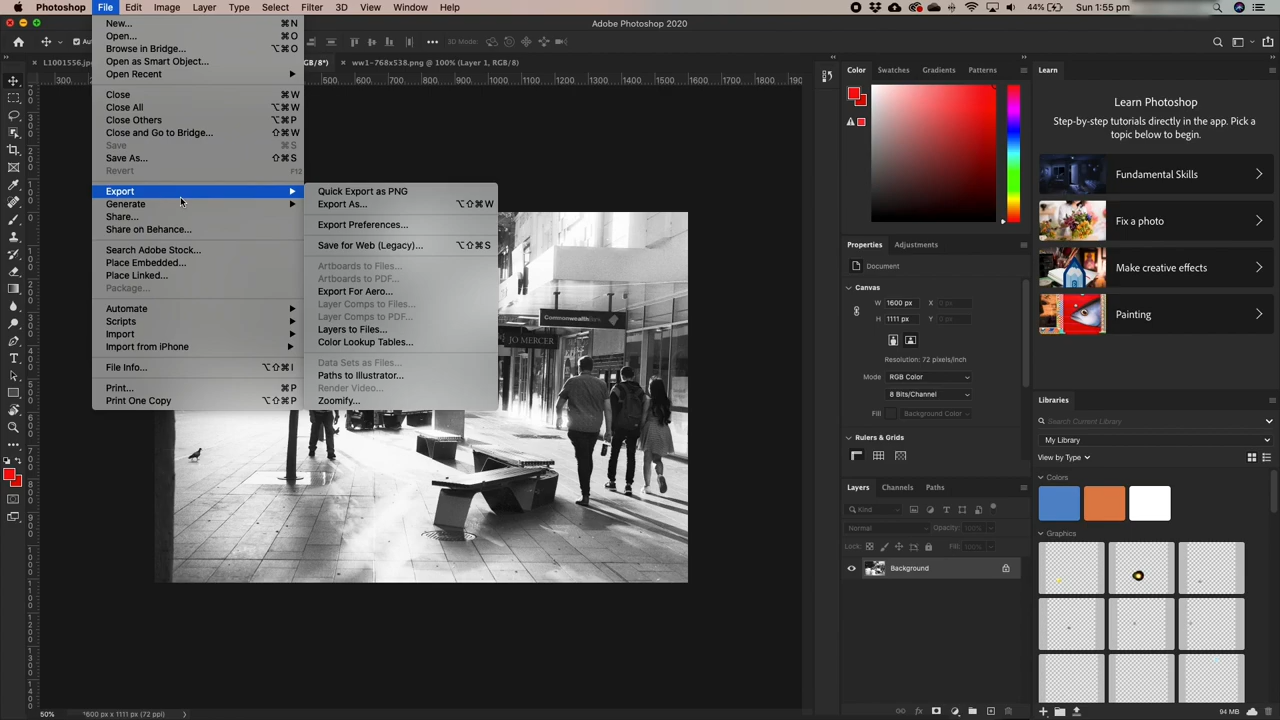 Photoshop File Edit Image Layer Type Select Filter 3D View Window Help 44% Sun 1:55 pm
Adobe Photoshop 2020
New... ⌘N
Open... ⌘O
Browse in Bridge... ⌥⌘O
Open as Smart Object...
Open Recent
Close ⌘W
Close All ⌥⌘W
Close Others ⌥⌘P
Close and Go to Bridge... ⇧⌘W
Save
Save As... ⇧⌘S
Revert F12
Export
Generate
Share...
Share on Behance...
Search Adobe Stock...
Place Embedded...
Place Linked...
Package...
Automate
Scripts
Import
Import from iPhone
File Info... ⌥⇧⌘I
Print... ⌘P
Print One Copy ⌥⇧⌘P
Quick Export as PNG
Export As... ⌥⇧⌘W
Export Preferences...
Save for Web (Legacy)... ⌥⇧⌘S
Artboards to Files...
Artboards to PDF...
Export For Aero...
Layer Comps to Files...
Layer Comps to PDF...
Layers to Files...
Color Lookup Tables...
Data Sets as Files...
Paths to Illustrator...
Render Video...
Zoomify...
3D Mode:
L1001556.jp GB/8*) ww1-768x538.png @ 100% (Layer 1, RGB/8)
300 500 600 700 800 900 1000 1100 1200 1300 1400 1500 1600 1700 1800 190
CommonwealthBank
JO MERCER
50% 1600 px x 1111 px (72 ppi)
Color Swatches Gradients Patterns
Properties Adjustments
Document
Canvas
W 1600 px X 0 px
H 1111 px Y 0 px
Resolution: 72 pixels/inch
Mode RGB Color
8 Bits/Channel
Fill Background Color
Rulers & Grids
Layers Channels Paths
Kind
Normal Opacity: 100%
Lock: Fill: 100%
Background
Learn
Learn Photoshop
Step-by-step tutorials directly in the app. Pick a
topic below to begin.
Fundamental Skills
Fix a photo
Make creative effects
Painting
Libraries
Search Current Library
My Library
View by Type
Colors
Graphics
94 MB